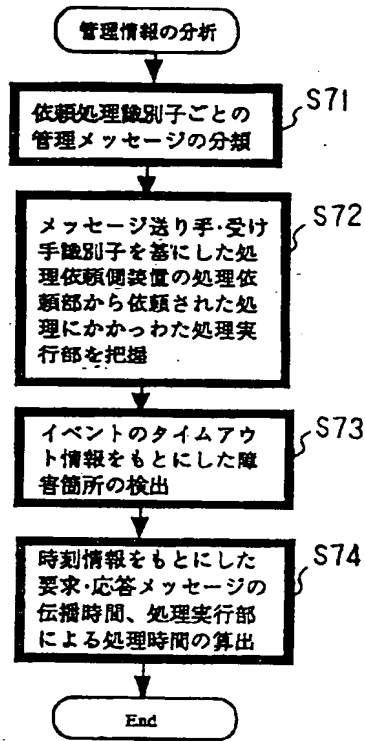 管理情報の分析
依頼処理識別子ごとの
管理メッセージの分類
S71
メッセージ送り手・受け
手識別子を基にした処
理依頼側装置の処理依
頼部から依頼された処
理にかかっわた処理実
行部を把握
S72
イベントのタイムアウ
ト情報をもとにした障
害箇所の検出
S73
時刻情報をもとにした
要求・応答メッセージの
伝播時間、処理実行部
による処理時間の算出
S74
End